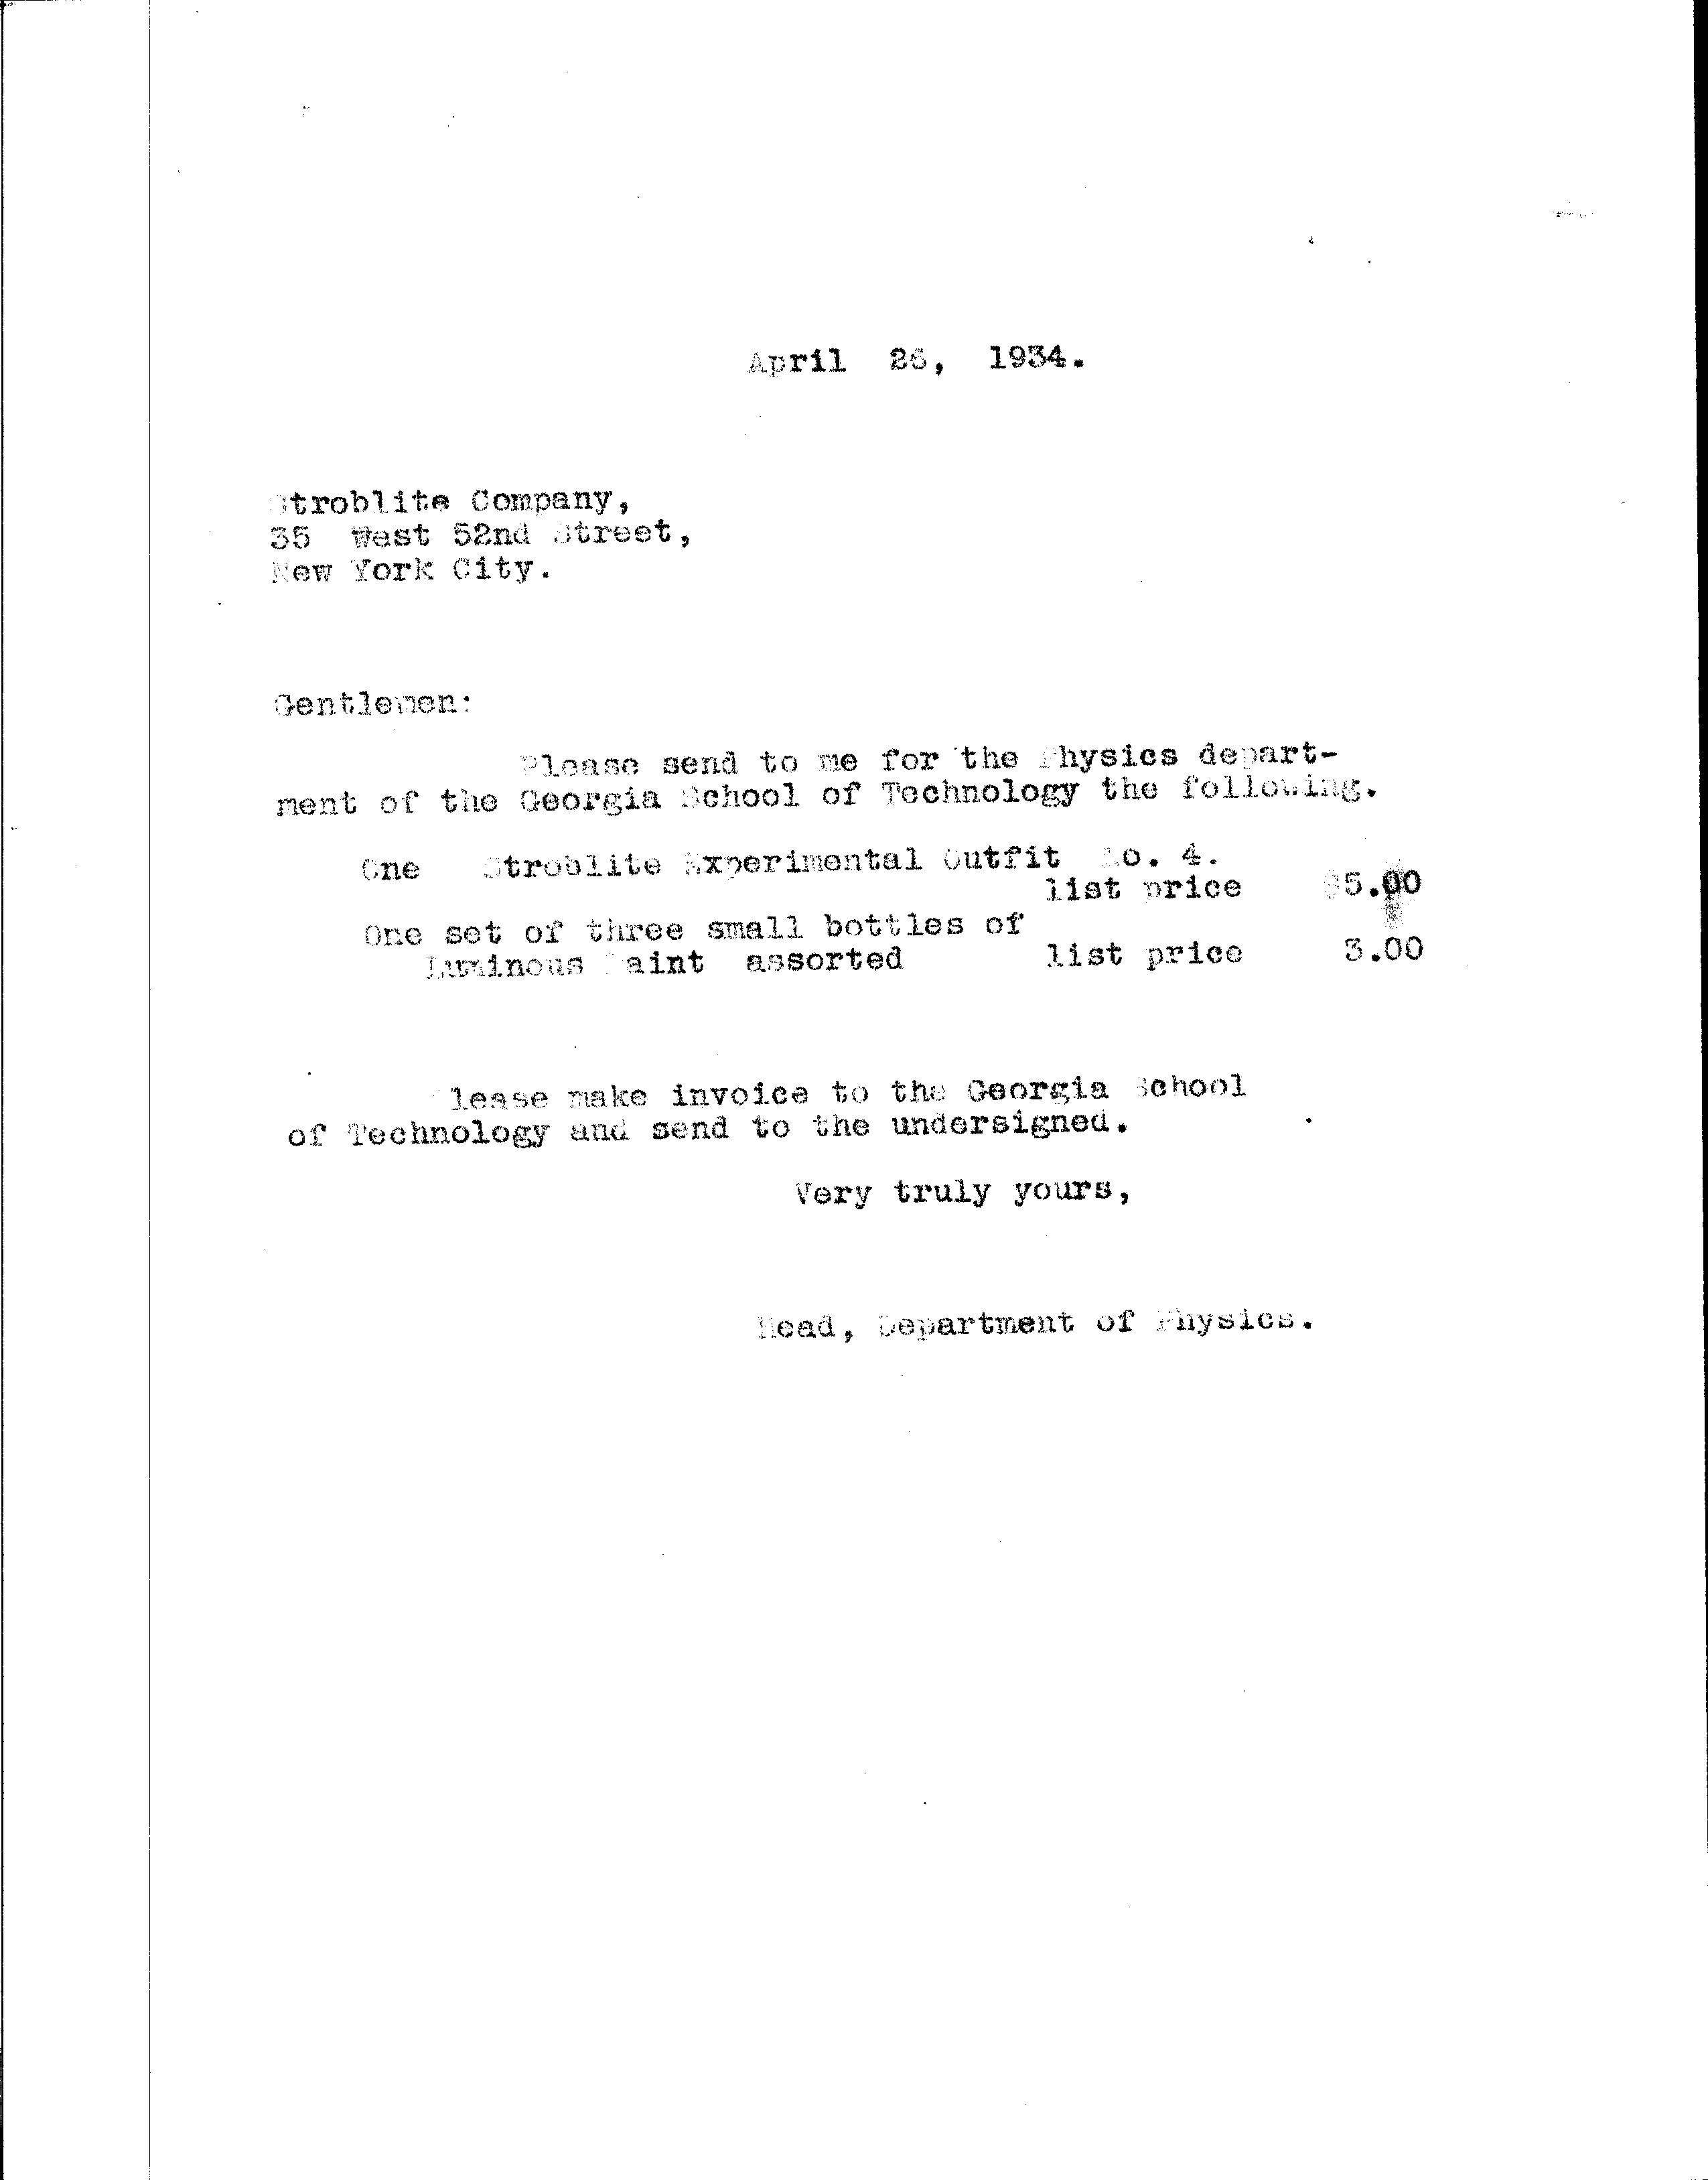 April 26, 1934.
Stroblite Company,
35 West 52nd Street,
New York City.
Gentlemen:
Please send to me for the Physics depart-
ment of the Georgia School of Technology the following.
One Stroblite Experimental Outfit No. 4.
list price $5.00
One set of three small bottles of
Luminous Paint assorted list price 3.00
Please make invoice to the Georgia School
of Technology and send to the undersigned.
Very truly yours,
Head, Department of Physics.